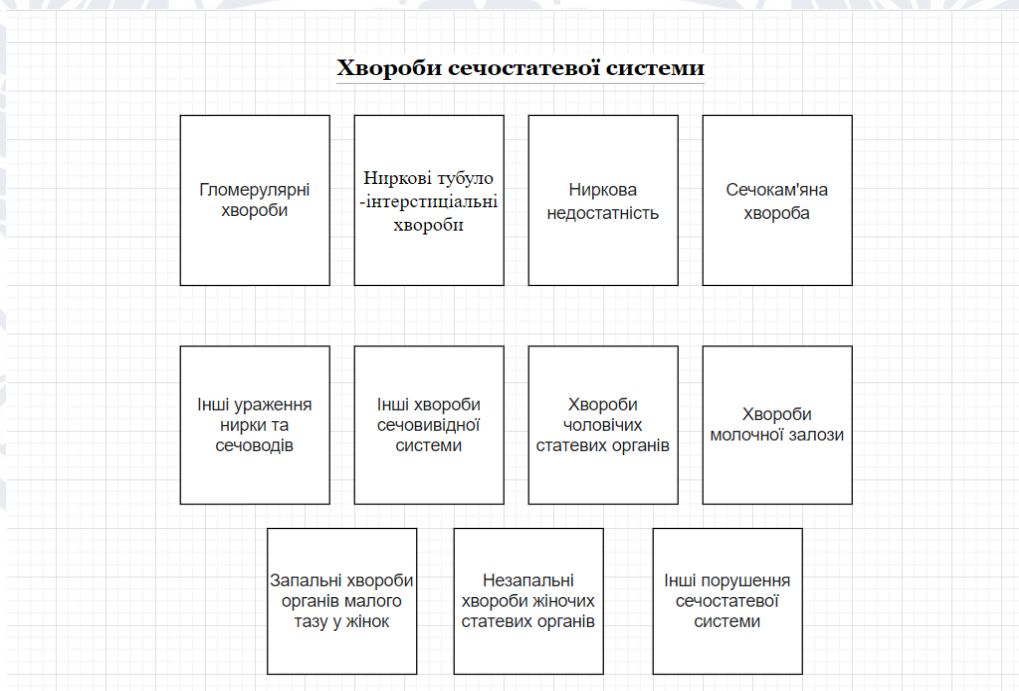 Хвороби сечостатевої системи
Гломерулярні
хвороби
Ниркові тубуло
-інтерстиціальні
хвороби
Ниркова
недостатність
Сечокам'яна
хвороба
Інші ураження
нирки та
сечоводів
Інші хвороби
сечовивідної
системи
Хвороби
чоловічих
статевих органів
Хвороби
молочної залози
Запальні хвороби
органів малого
тазу у жінок
Незапальні
хвороби жіночих
статевих органів
Інші порушення
сечостатевої
системи